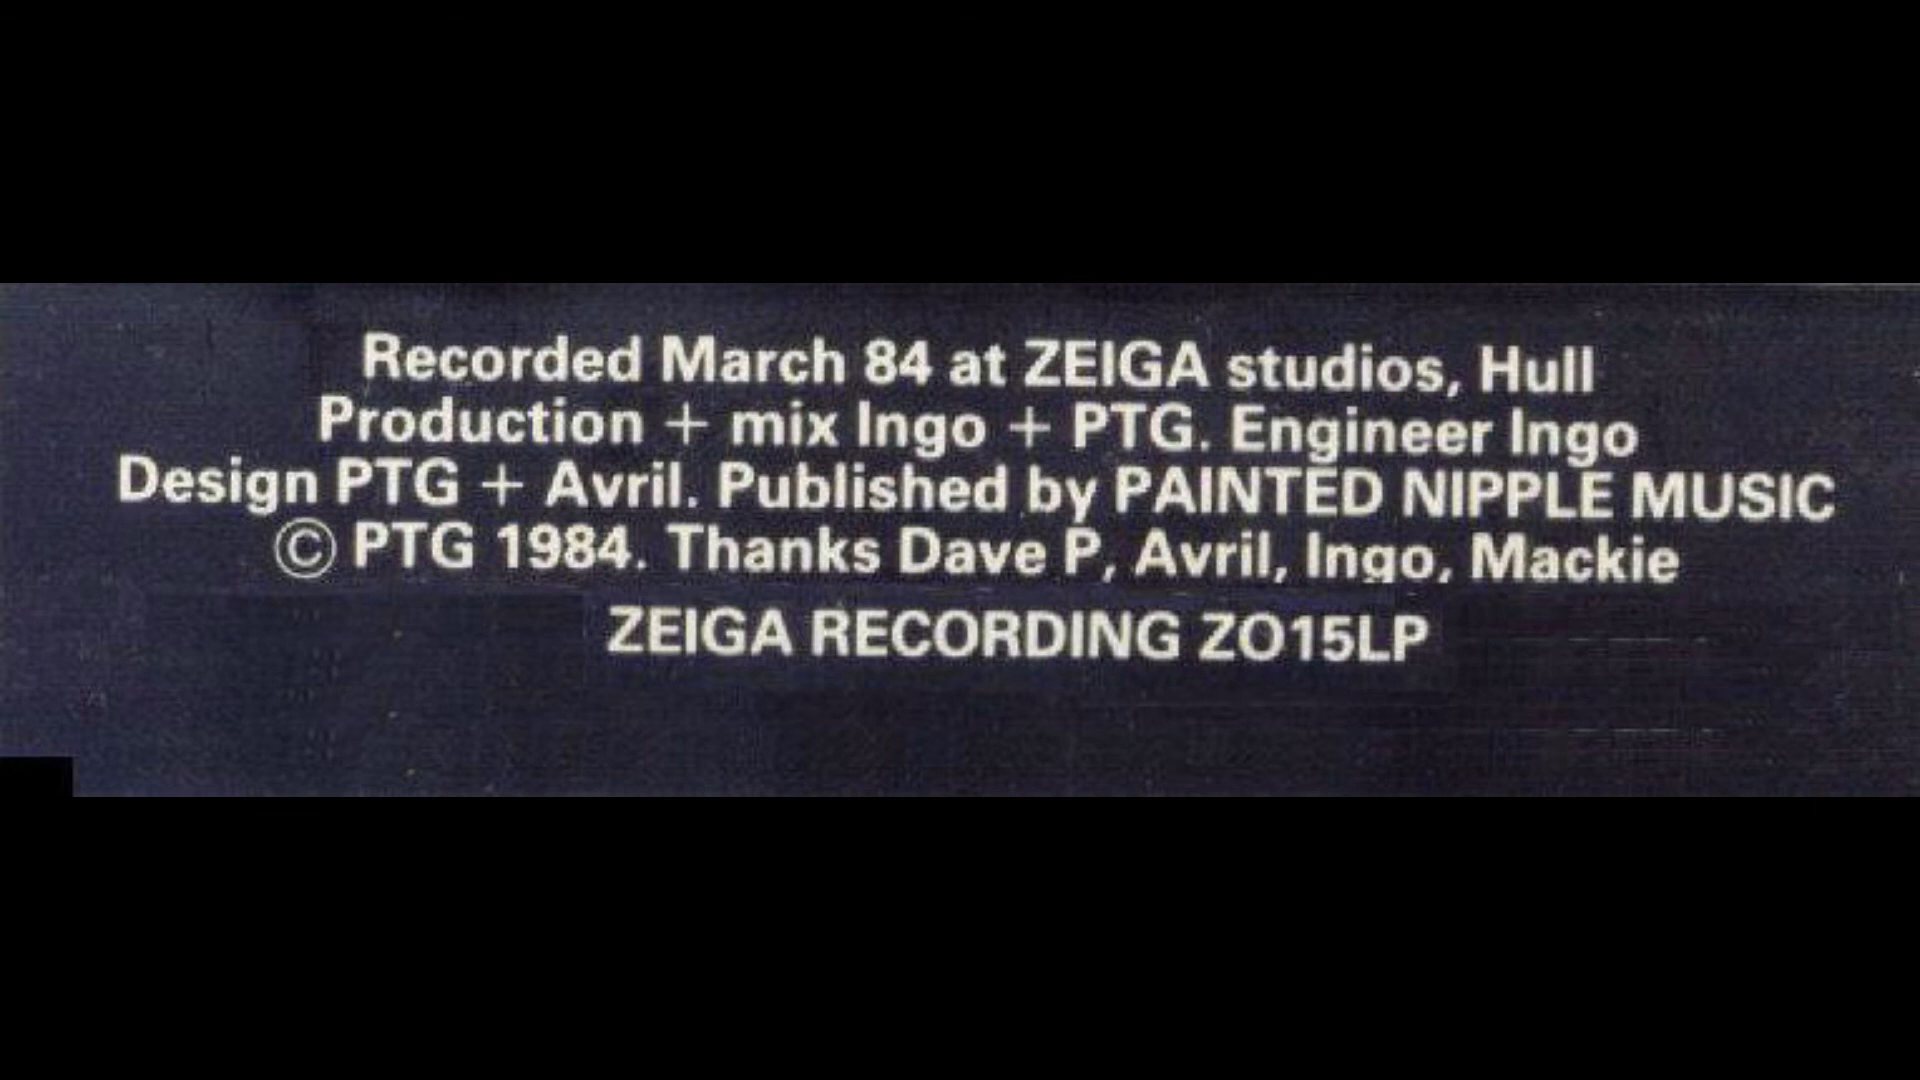 Recorded March 84 at ZEIGA studios, Hull
Production + mix Ingo + PTG. Engineer Ingo
Design PTG + Avril. Published by PAINTED NIPPLE MUSIC
© PTG 1984. Thanks Dave P, Avril, Ingo, Mackie
ZEIGA RECORDING ZO15LP